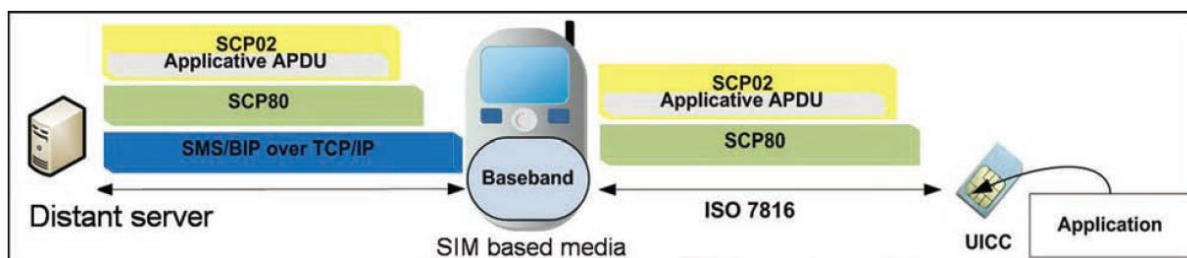 SCP02
Applicative APDU
SCP80
SMS/BIP over TCP/IP
Distant server
Baseband
SIM based media
SCP02
Applicative APDU
SCP80
ISO 7816
UICC
Application